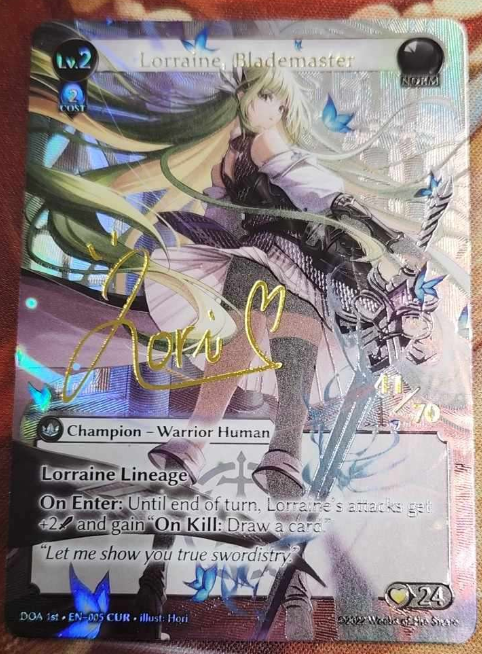 Lv.2
Lorraine, Blademaster
NORM
2
COST
Hori
41/70
Champion – Warrior Human
Lorraine Lineage
On Enter: Until end of turn, Lorraine's attacks get
+2 and gain "On Kill: Draw a card."
"Let me show you true swordistry."
24
DOA 1st • EN-005 CUR • illust: Hori
©2022 Weebs of the Shore